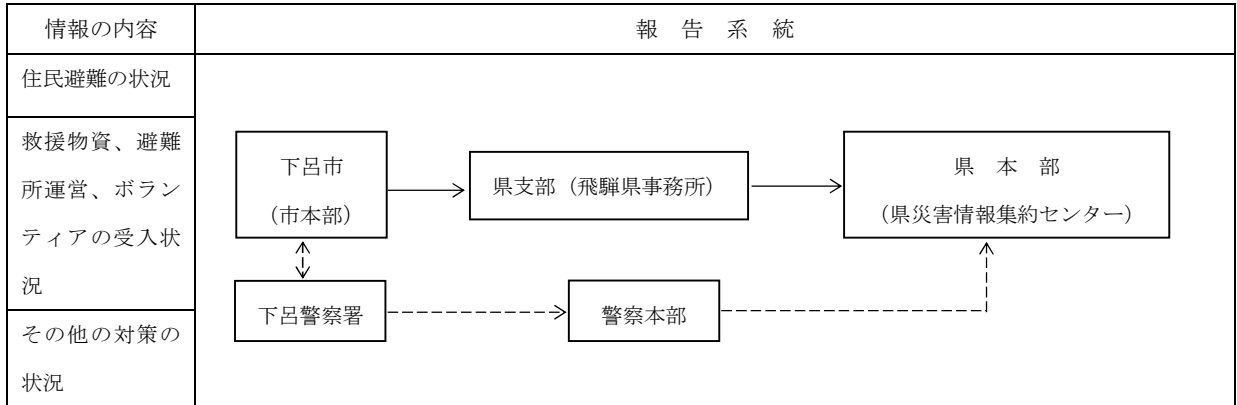 情報の内容
報 告 系 統
住民避難の状況
救援物資、避難
所運営、ボラン
ティアの受入状
況
その他の対策の
状況
下呂市
(市本部)
県支部(飛騨県事務所)
県 本 部
(県災害情報集約センター)
下呂警察署
警察本部